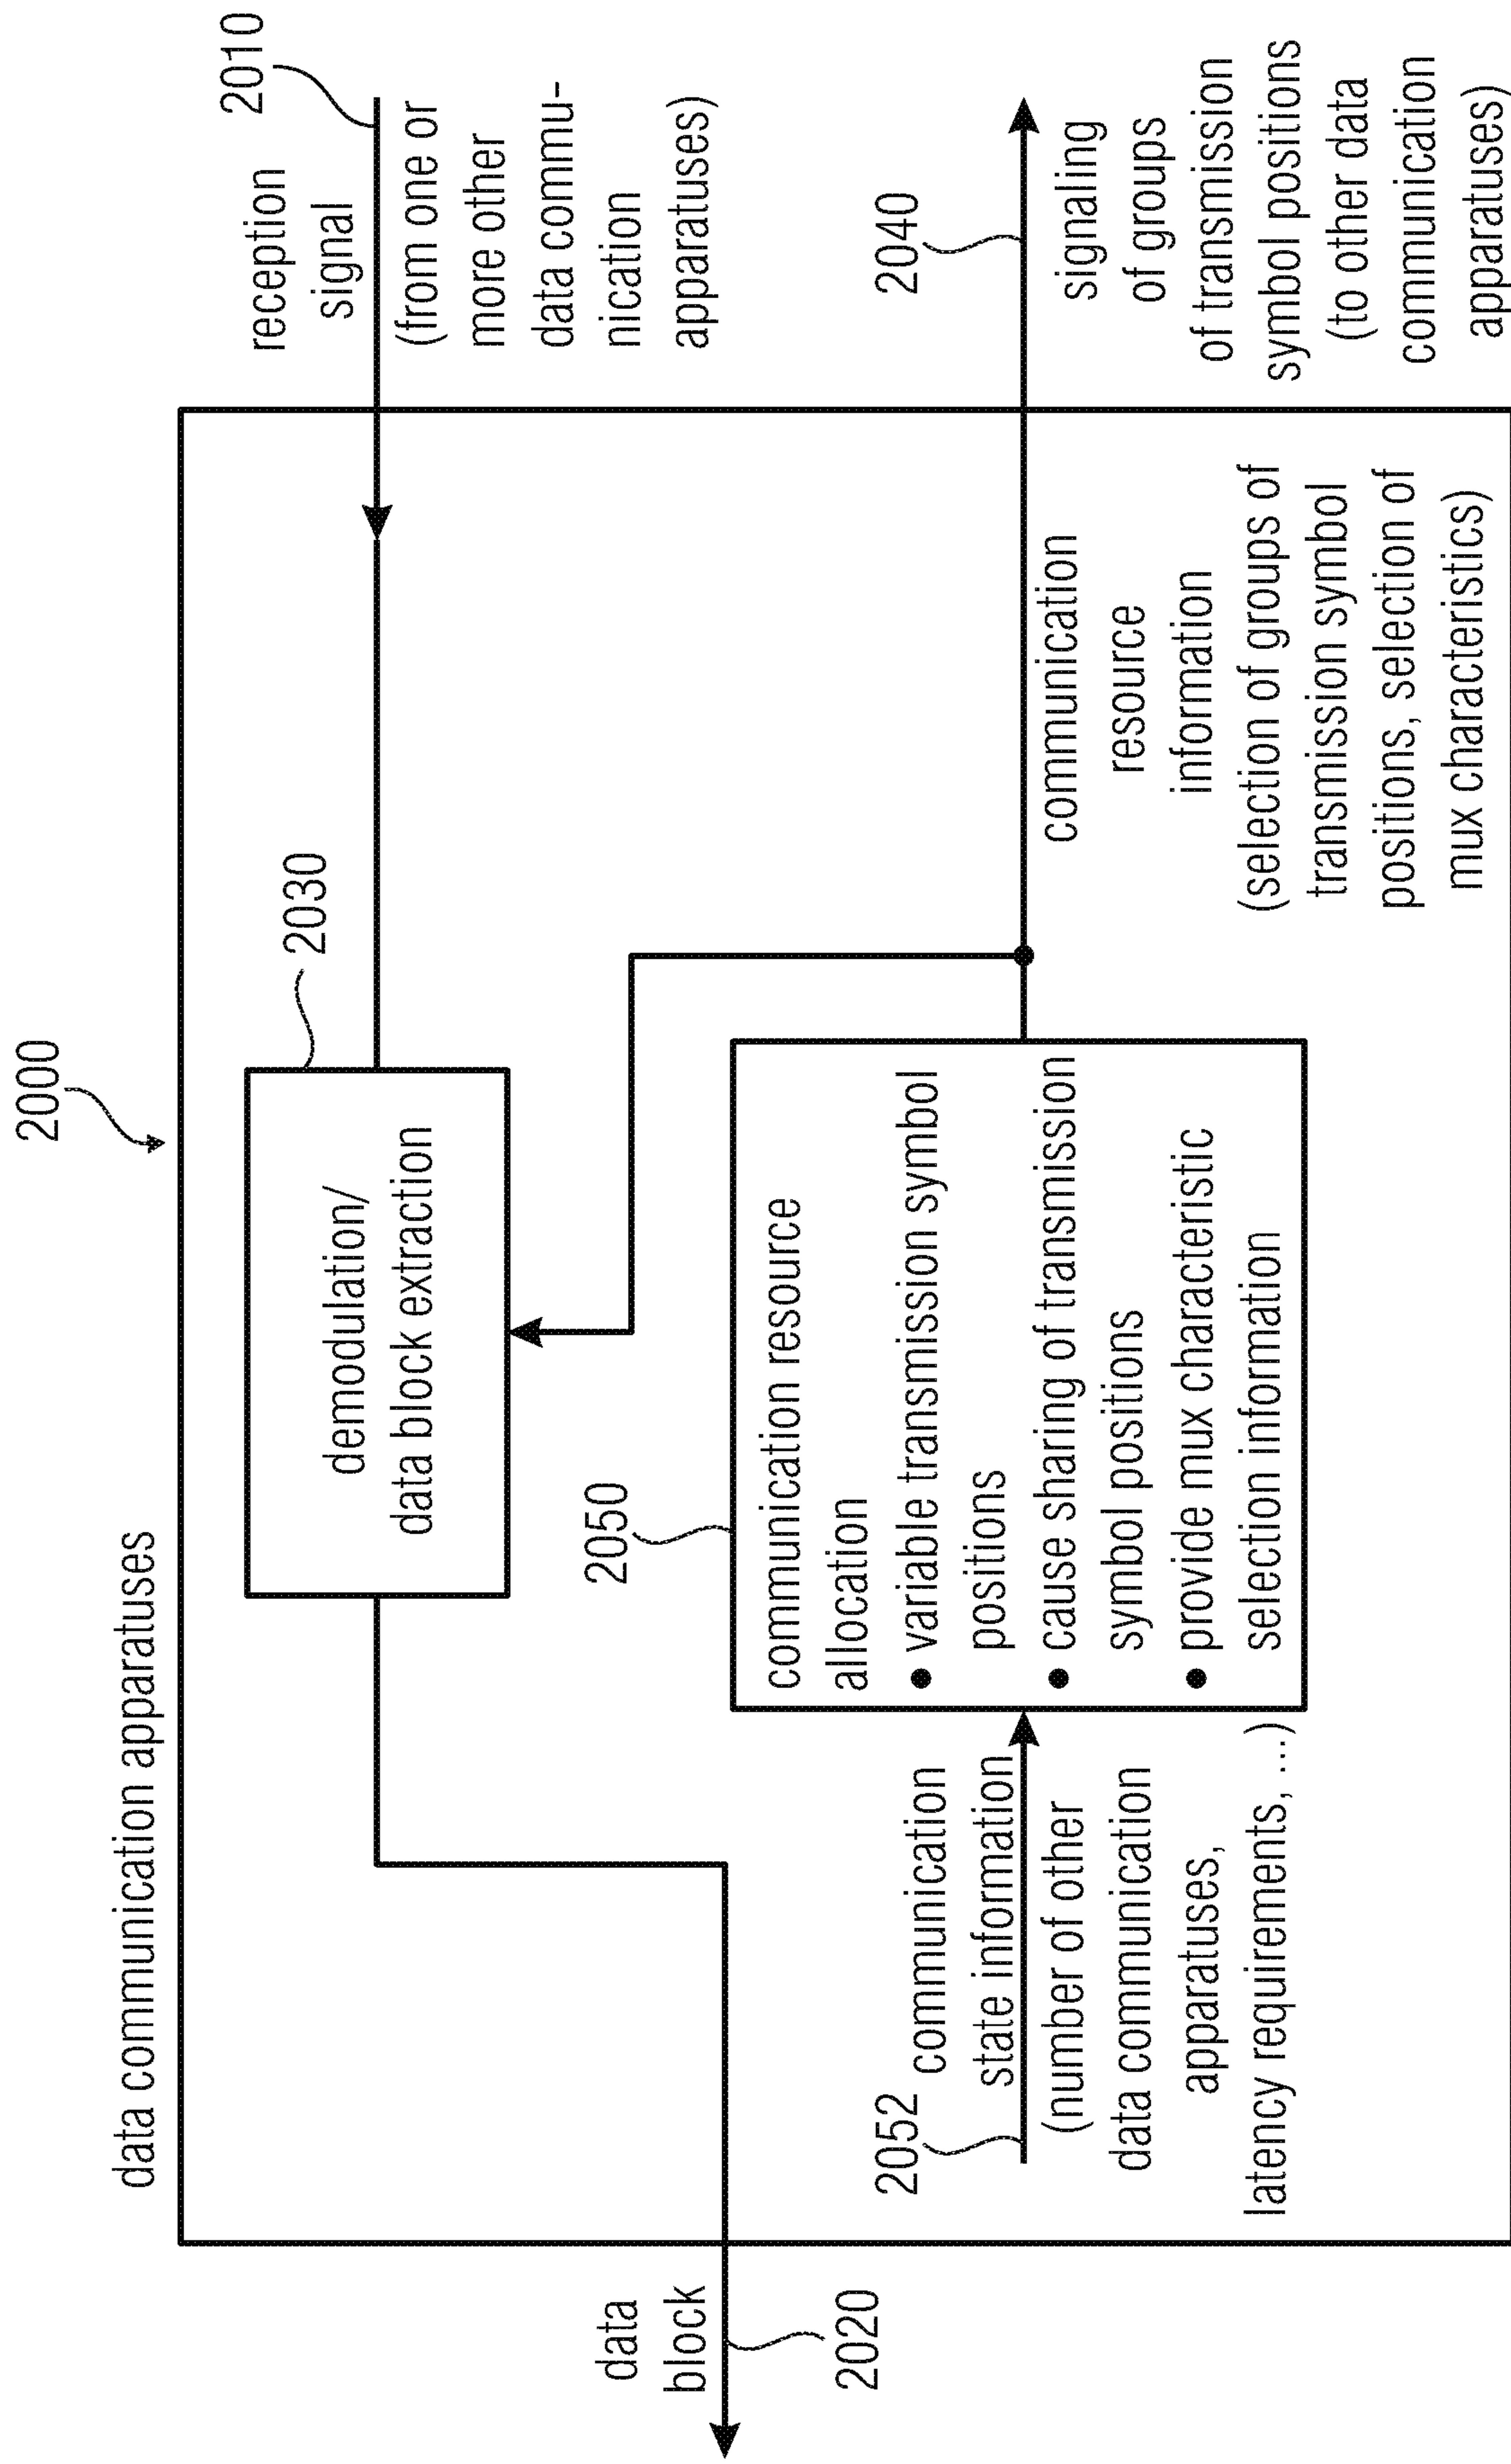 2000
data communication apparatuses
2010
reception
signal
(from one or
more other
data commu-
nication
apparatuses)
2030
demodulation/
data block extraction
data
block
2020
2050
communication resource
allocation
• variable transmission symbol
positions
• cause sharing of transmission
symbol positions
• provide mux characteristic
selection information
2052
communication
state information
(number of other
data communication
apparatuses,
latency requirements, ...)
communication
resource
information
(selection of groups of
transmission symbol
positions, selection of
mux characteristics)
2040
signaling
of groups
of transmission
symbol positions
(to other data
communication
apparatuses)